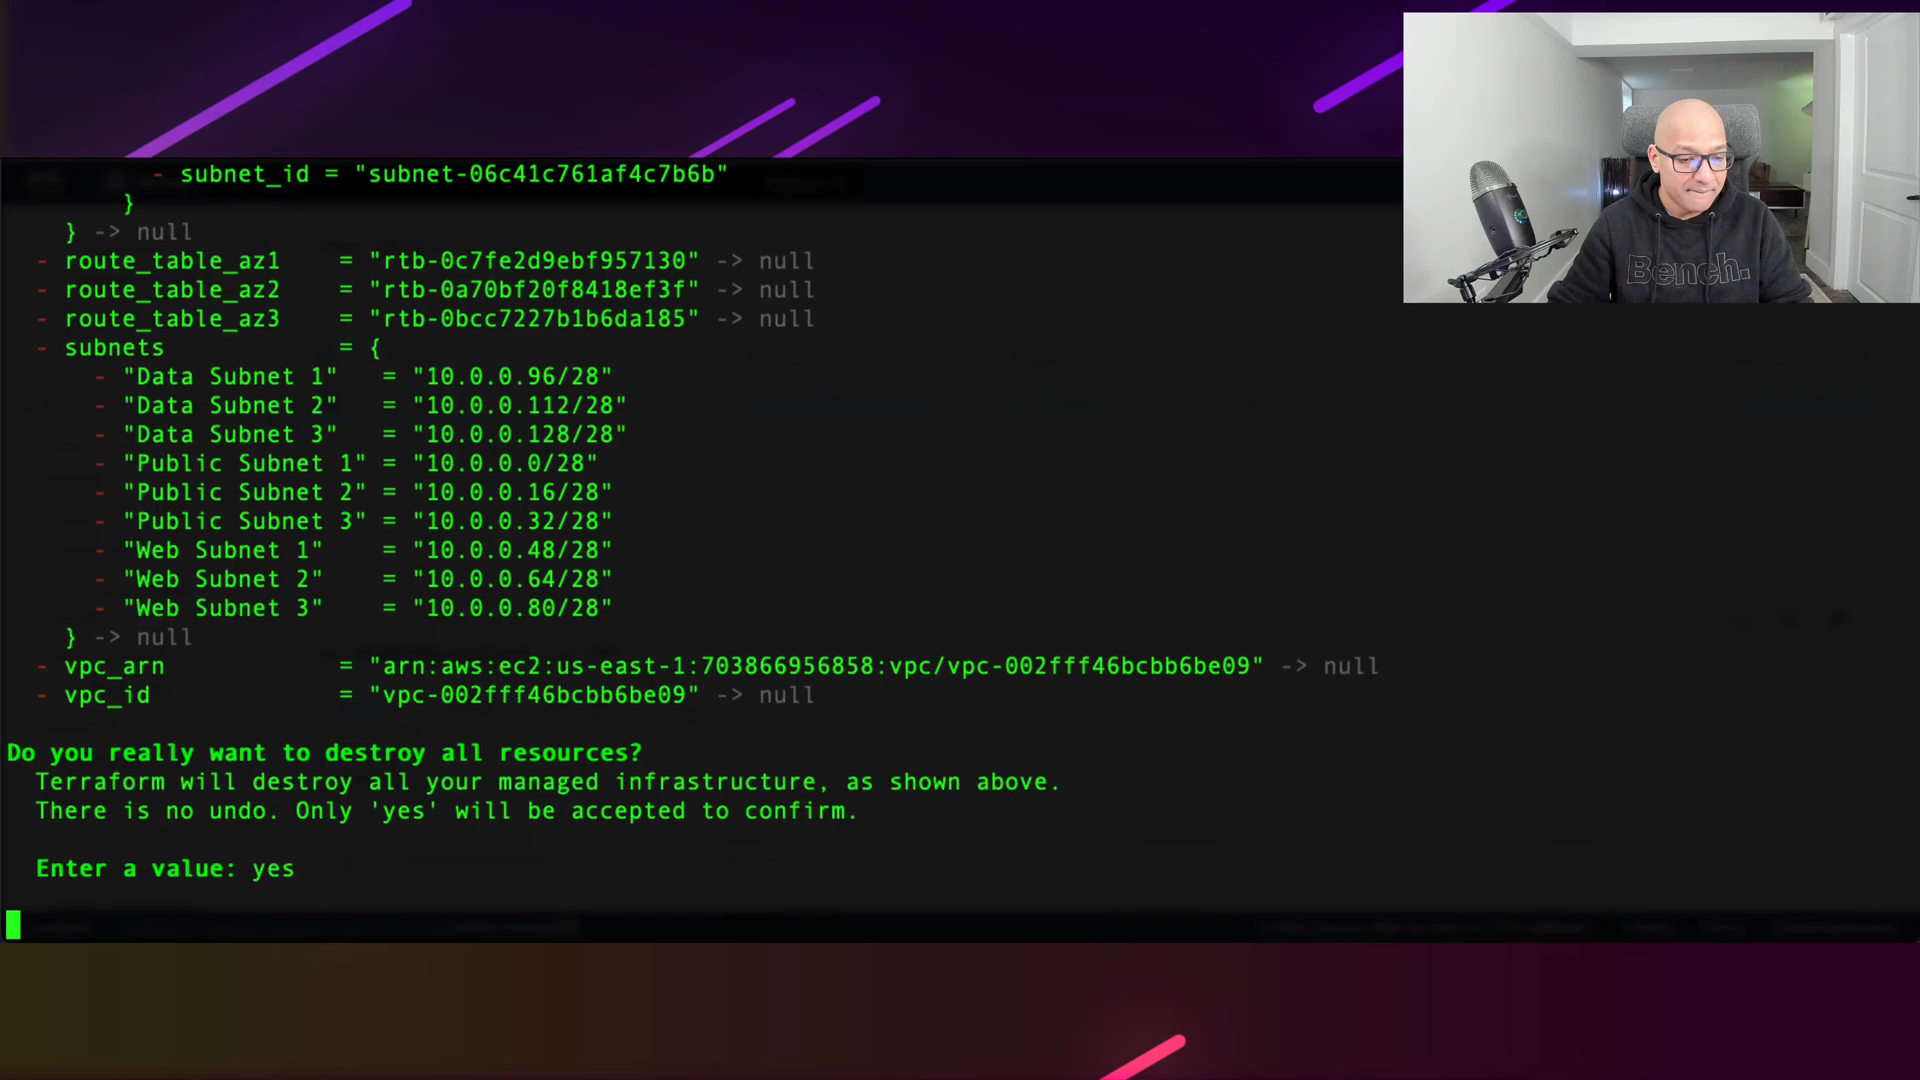 - subnet_id = "subnet-06c41c761af4c7b6b"
}
} -> null
- route_table_az1 = "rtb-0c7fe2d9ebf957130" -> null
- route_table_az2 = "rtb-0a70bf20f8418ef3f" -> null
- route_table_az3 = "rtb-0bcc7227b1b6da185" -> null
- subnets = {
- "Data Subnet 1" = "10.0.0.96/28"
- "Data Subnet 2" = "10.0.0.112/28"
- "Data Subnet 3" = "10.0.0.128/28"
- "Public Subnet 1" = "10.0.0.0/28"
- "Public Subnet 2" = "10.0.0.16/28"
- "Public Subnet 3" = "10.0.0.32/28"
- "Web Subnet 1" = "10.0.0.48/28"
- "Web Subnet 2" = "10.0.0.64/28"
- "Web Subnet 3" = "10.0.0.80/28"
} -> null
- vpc_arn = "arn:aws:ec2:us-east-1:703866956858:vpc/vpc-002fff46bcbb6be09" -> null
- vpc_id = "vpc-002fff46bcbb6be09" -> null
Do you really want to destroy all resources?
Terraform will destroy all your managed infrastructure, as shown above.
There is no undo. Only 'yes' will be accepted to confirm.
Enter a value: yes
Bench.